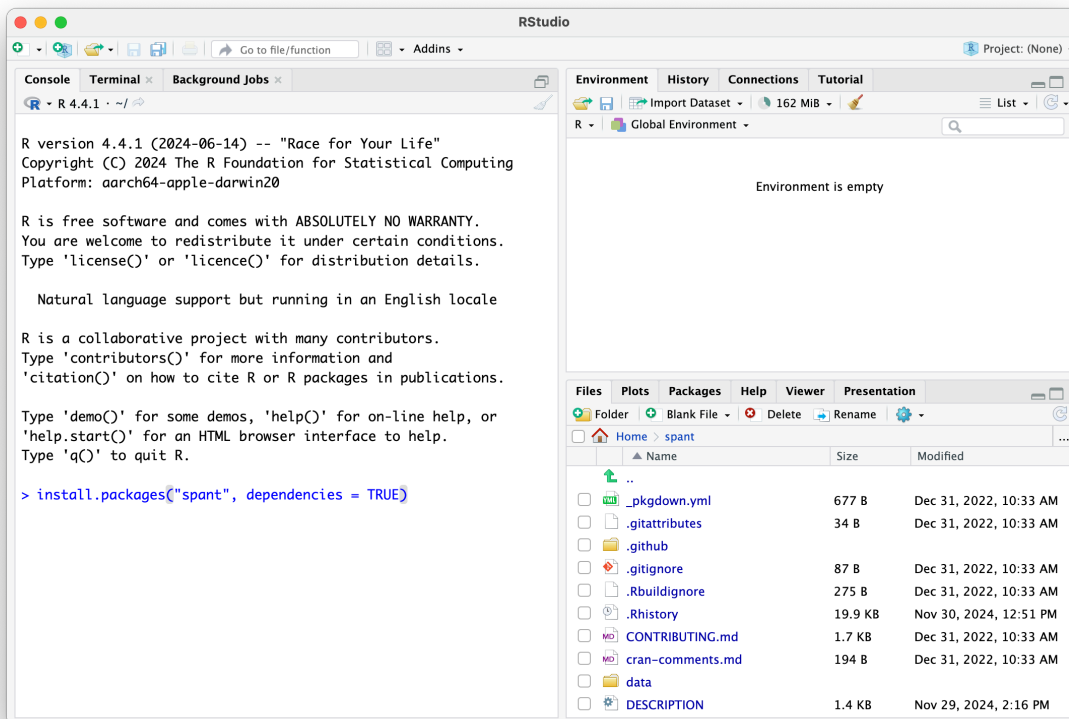 RStudio
Go to file/function
Addins
Project: (None)
Console Terminal Background Jobs
R 4.4.1 · ~/
R version 4.4.1 (2024-06-14) -- "Race for Your Life"
Copyright (C) 2024 The R Foundation for Statistical Computing
Platform: aarch64-apple-darwin20
R is free software and comes with ABSOLUTELY NO WARRANTY.
You are welcome to redistribute it under certain conditions.
Type 'license()' or 'licence()' for distribution details.
Natural language support but running in an English locale
R is a collaborative project with many contributors.
Type 'contributors()' for more information and
'citation()' on how to cite R or R packages in publications.
Type 'demo()' for some demos, 'help()' for on-line help, or
'help.start()' for an HTML browser interface to help.
Type 'q()' to quit R.
> install.packages("spant", dependencies = TRUE)
Environment History Connections Tutorial
Import Dataset 162 MiB List
R Global Environment
Environment is empty
Files Plots Packages Help Viewer Presentation
Folder Blank File Delete Rename
Home > spant ...
Name Size Modified
..
_pkgdown.yml 677 B Dec 31, 2022, 10:33 AM
.gitattributes 34 B Dec 31, 2022, 10:33 AM
.github
.gitignore 87 B Dec 31, 2022, 10:33 AM
.Rbuildignore 275 B Dec 31, 2022, 10:33 AM
.Rhistory 19.9 KB Nov 30, 2024, 12:51 PM
CONTRIBUTING.md 1.7 KB Dec 31, 2022, 10:33 AM
cran-comments.md 194 B Dec 31, 2022, 10:33 AM
data
DESCRIPTION 1.4 KB Nov 29, 2024, 2:16 PM